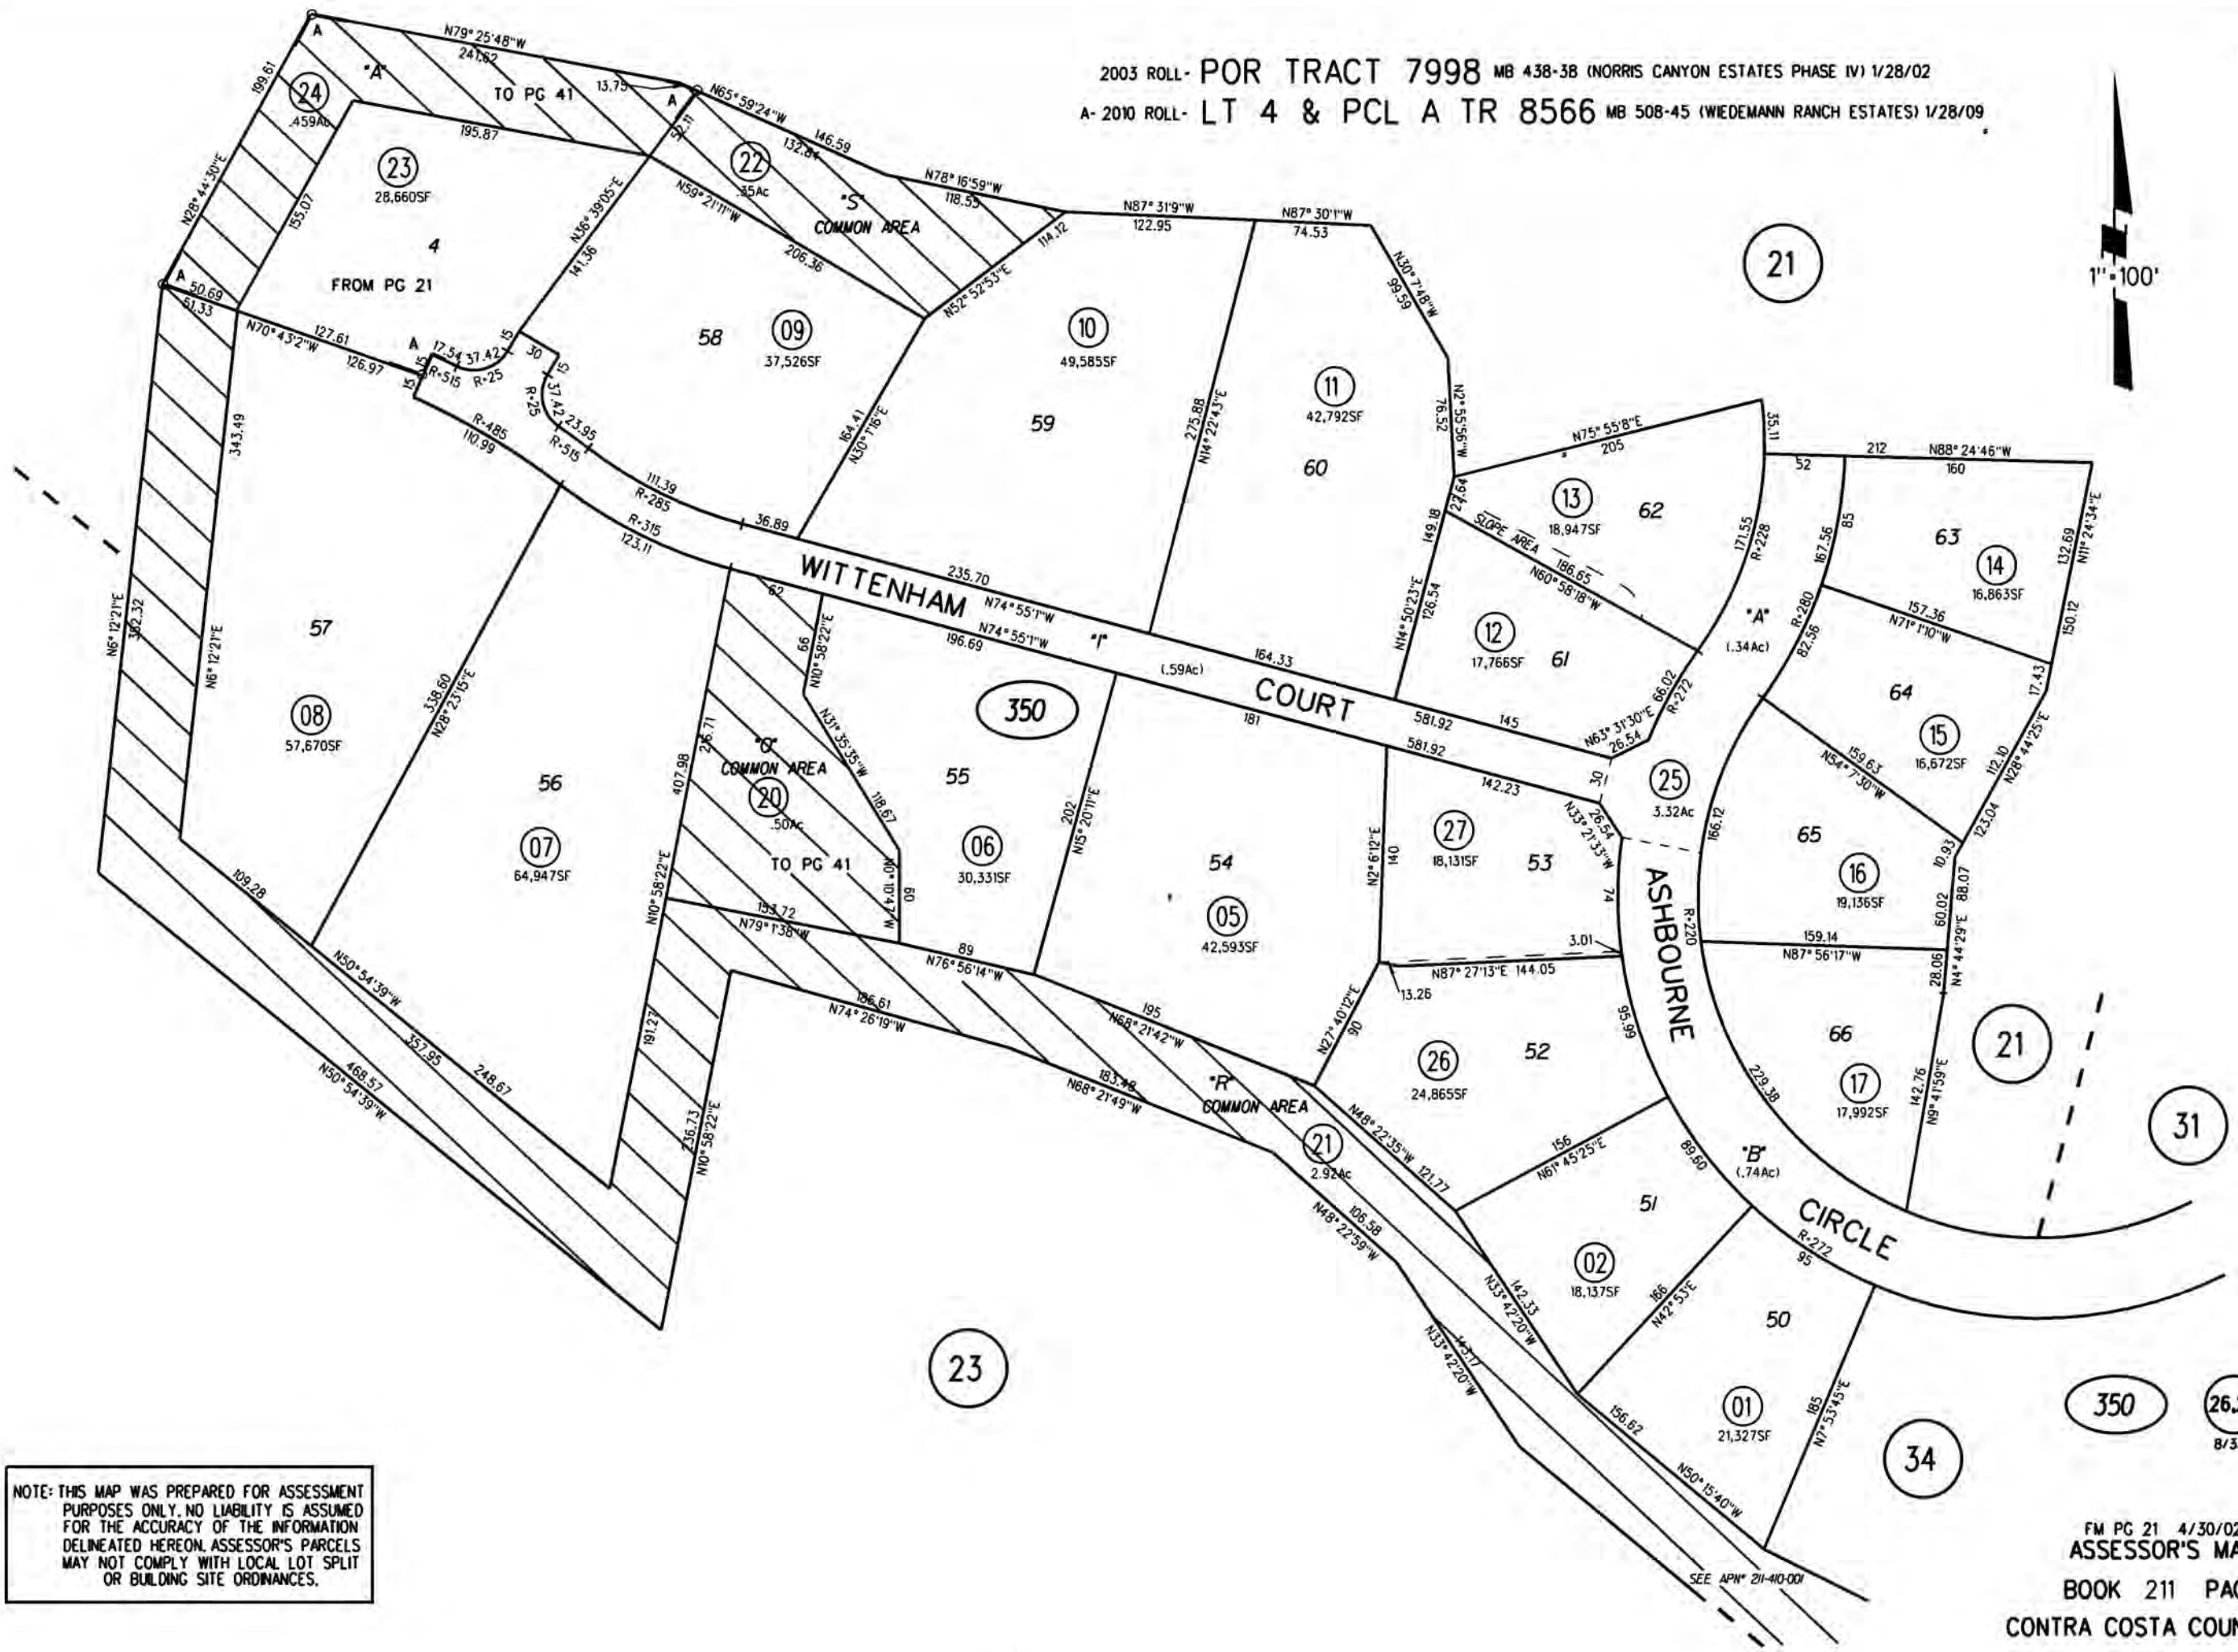 2003 ROLL- POR TRACT 7998 MB 438-38 (NORRIS CANYON ESTATES PHASE IV) 1/28/02
A- 2010 ROLL- LT 4 & PCL A TR 8566 MB 508-45 (WIEDEMANN RANCH ESTATES) 1/28/09
1"=100'
A
N79°25'48"W
241.62
"A"
TO PG 41
13.75
A
199.61
24
.459Ac
195.87
52.11
N65°59'24"W
146.59
132.84
22
.35Ac
"S"
COMMON AREA
N78°16'59"W
118.55
114.12
N52°52'53"E
N28°44'30"E
155.07
23
28,660SF
4
FROM PG 21
N36°39'05"E
141.36
N59°21'11"W
206.36
A
50.69
51.33
N70°43'2"W
127.61
126.97
A
15
15
17.54
R=515
37.42
R=25
15
30
15
37.42
R=25
23.95
R=515
R=485
110.99
111.39
R=285
36.89
R=315
123.11
58
09
37,526SF
164.41
N30°1'16"E
N87°31'9"W
122.95
N87°30'1"W
74.53
10
49,585SF
59
275.88
N14°22'43"E
N30°7'48"W
99.59
11
42,792SF
60
N2°55'56"W
76.52
21
N75°55'8"E
205
35.11
22.64
149.18
SLOPE AREA
13
18,947SF
62
186.65
N60°58'18"W
171.55
R=228
N14°50'23"E
126.54
12
17,766SF
61
52
212
N88°24'46"W
160
85
167.56
63
14
16,863SF
132.69
N11°24'34"E
150.12
157.36
N71°1'10"W
R=280
82.56
"A"
(.34Ac)
17.43
64
15
16,672SF
159.63
N54°7'30"W
112.10
N28°44'25"E
123.04
10.93
65
16
19,136SF
166.12
60.02
88.07
N4°44'29"E
28.06
159.14
N87°56'17"W
R=220
66
17
17,992SF
229.38
142.76
N9°41'59"E
21
31
WITTENHAM COURT
235.70
N74°55'1"W
N74°55'1"W
196.69
"I"
(.59Ac)
164.33
181
581.92
145
581.92
142.23
N63°31'30"E
26.54
66.02
R=272
30
N33°21'33"W
26.54
25
3.32Ac
343.49
N6°12'21"E
382.32
N6°12'21"E
57
08
57,670SF
338.60
N28°23'15"E
56
07
64,947SF
62
66
N10°58'22"E
N31°35'35"W
118.67
216.71
407.98
N10°58'22"E
"Q"
COMMON AREA
20
.50Ac
TO PG 41
N0°10'47"W
60
350
55
06
30,331SF
202
N15°20'11"E
54
05
42,593SF
N2°6'12"E
140
27
18,131SF
53
74
3.01
N87°27'13"E 144.05
13.26
153.72
N79°1'38"W
89
N76°56'14"W
186.61
N74°26'19"W
195
N68°21'42"W
183.48
N68°21'49"W
"R"
COMMON AREA
21
2.92Ac
N27°40'12"E
90
26
24,865SF
52
95.99
N48°22'35"W
121.77
156
N61°45'25"E
ASHBOURNE CIRCLE
"B"
(.74Ac)
89.60
R=272
95
51
02
18,137SF
106.58
N48°22'59"W
142.33
N33°42'20"W
143.17
N33°42'20"W
166
N42°53'E
50
01
21,327SF
185
N7°53'45"E
156.62
N50°15'40"W
SEE APN# 211-410-001
109.28
N50°54'39"W
357.95
248.67
468.57
N50°54'39"W
191.27
236.73
N10°58'22"E
23
34
350
8/3
FM PG 21 4/30/02
ASSESSOR'S MA
BOOK 211 PA
CONTRA COSTA COU
NOTE: THIS MAP WAS PREPARED FOR ASSESSMENT
PURPOSES ONLY. NO LIABILITY IS ASSUMED
FOR THE ACCURACY OF THE INFORMATION
DELINEATED HEREON. ASSESSOR'S PARCELS
MAY NOT COMPLY WITH LOCAL LOT SPLIT
OR BUILDING SITE ORDINANCES.